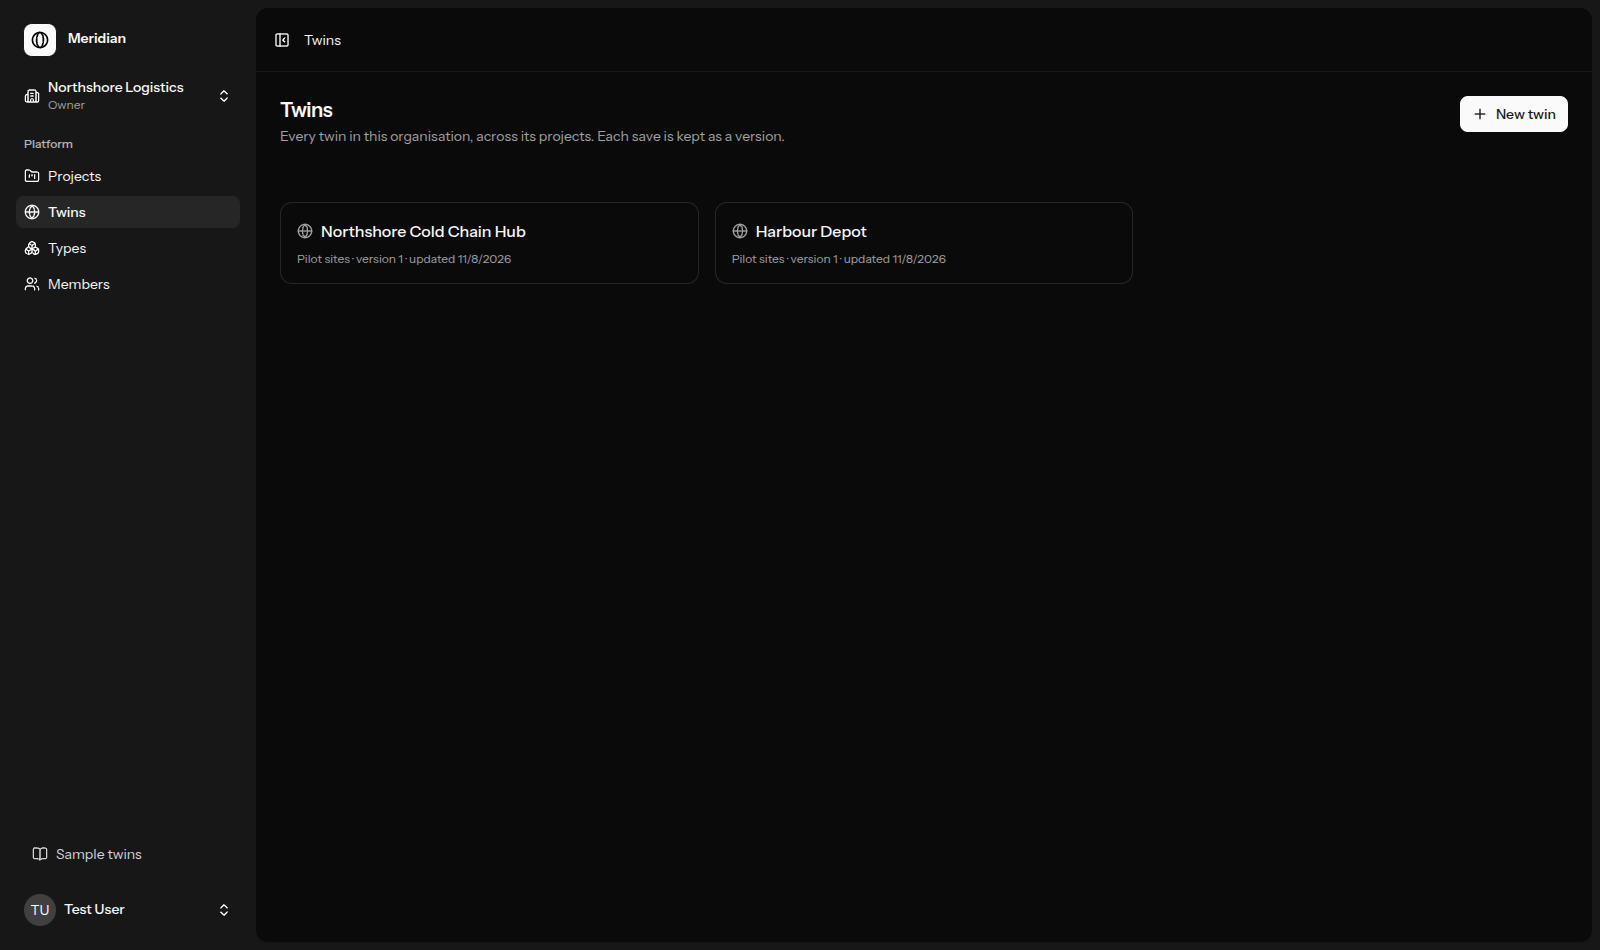 Meridian
Northshore Logistics
Owner
Platform
Projects
Twins
Types
Members
Sample twins
TU
Test User
Twins
Twins
Every twin in this organisation, across its projects. Each save is kept as a version.
New twin
Northshore Cold Chain Hub
Pilot sites · version 1 · updated 11/8/2026
Harbour Depot
Pilot sites · version 1 · updated 11/8/2026